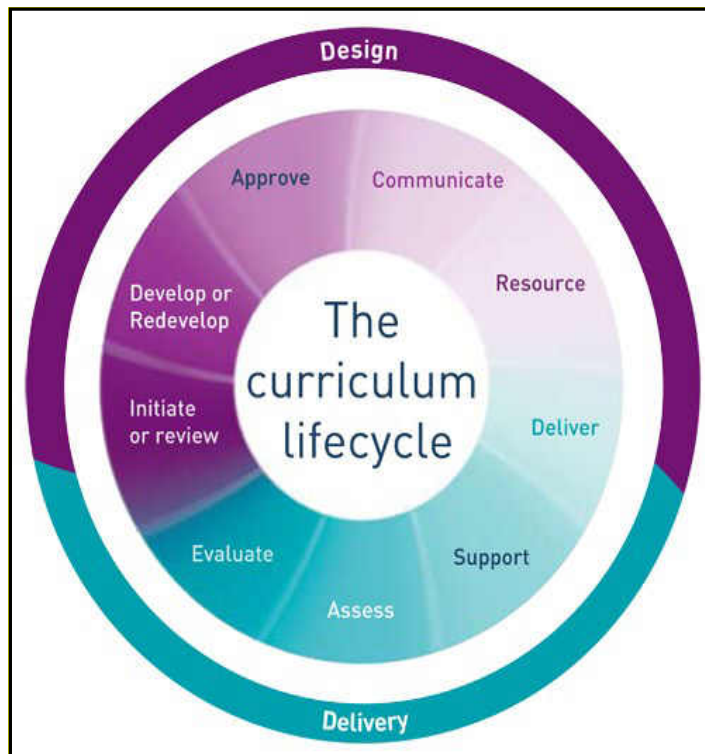 Design
Approve
Communicate
Develop or
Redevelop
Resource
The
curriculum
lifecycle
Initiate
or review
Deliver
Evaluate
Support
Assess
Delivery